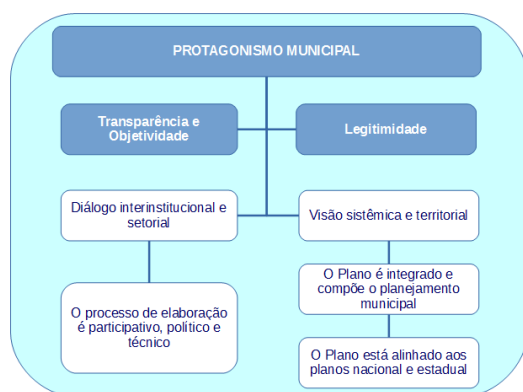 PROTAGONISMO MUNICIPAL
Transparência e
Objetividade
Legitimidade
Diálogo interinstitucional e
setorial
Visão sistêmica e territorial
O processo de elaboração
é participativo, político e
técnico
O Plano é integrado e
compõe o planejamento
municipal
O Plano está alinhado aos
planos nacional e estadual